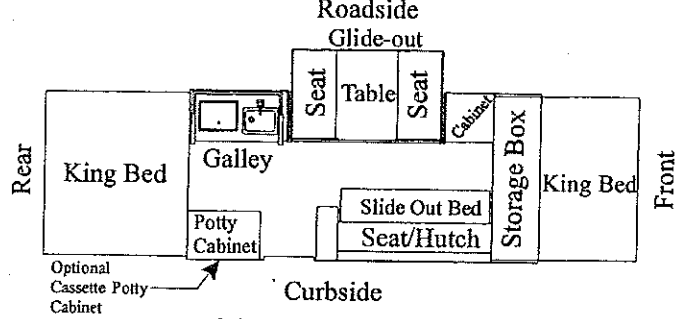 Roadside
Glide-out
Seat
Table
Seat
Cabinet
Storage Box
Galley
Rear
King Bed
King Bed
Front
Slide Out Bed
Seat/Hutch
Potty
Cabinet
Optional
Cassette Potty
Cabinet
Curbside